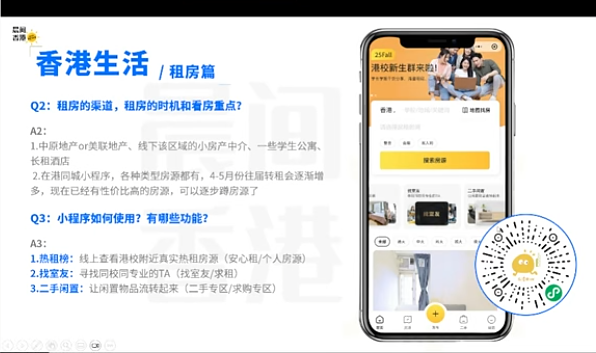 晨间
香港
香港生活 / 租房篇
Q2：租房的渠道，租房的时机和看房重点？
A2：
1.中原地产or美联地产、线下该区域的小房产中介、一些学生公寓、
长租酒店
2.在港同城小程序，各种类型房源都有，4-5月份往届转租会逐渐增
多，现在已经有性价比高的房源，可以逐步蹲房源了
Q3：小程序如何使用？有哪些功能？
A3：
1.热租榜：线上查看港校附近真实热租房源（安心租/个人房源）
2.找室友：寻找同校同专业的TA（找室友/求租）
3.二手闲置：让闲置物品流转起来（二手专区/求购专区）
25Fall
港校新生群来啦！
香港
地图找房
搜索房源
找室友
二手闲置